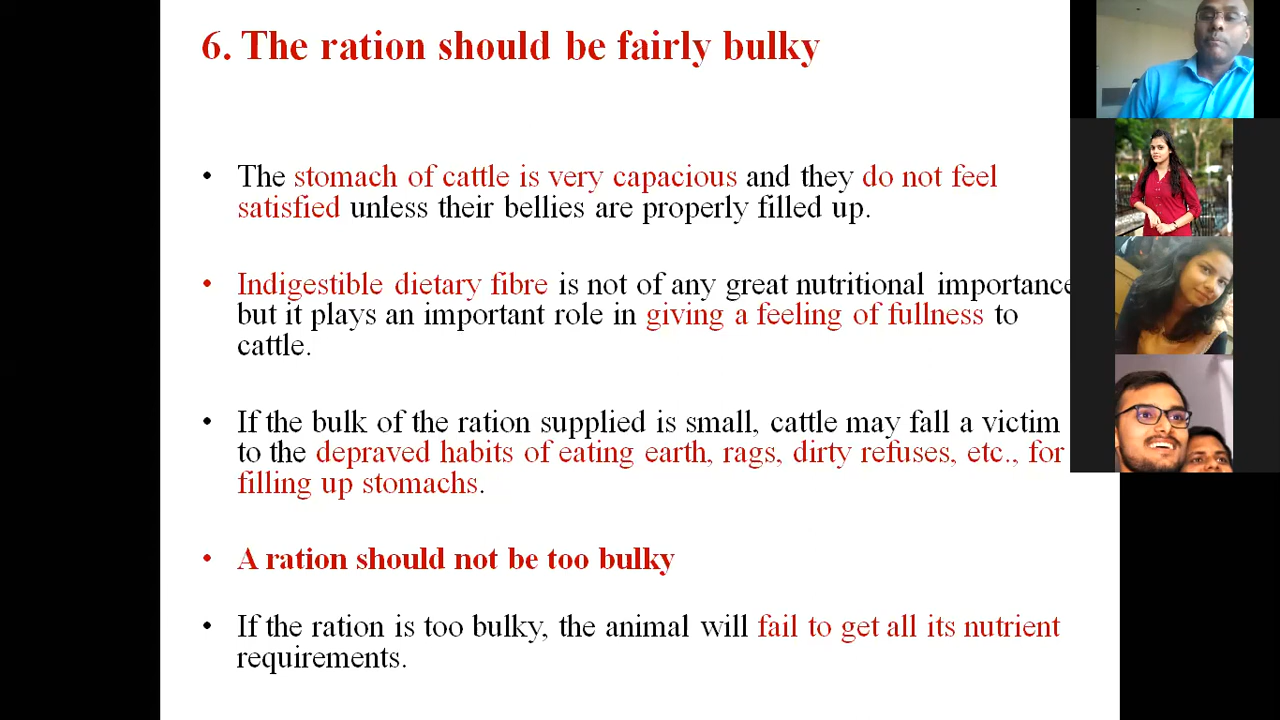 6. The ration should be fairly bulky
• The stomach of cattle is very capacious and they do not feel
satisfied unless their bellies are properly filled up.
• Indigestible dietary fibre is not of any great nutritional importance
but it plays an important role in giving a feeling of fullness to
cattle.
• If the bulk of the ration supplied is small, cattle may fall a victim
to the depraved habits of eating earth, rags, dirty refuses, etc., for
filling up stomachs.
• A ration should not be too bulky
• If the ration is too bulky, the animal will fail to get all its nutrient
requirements.